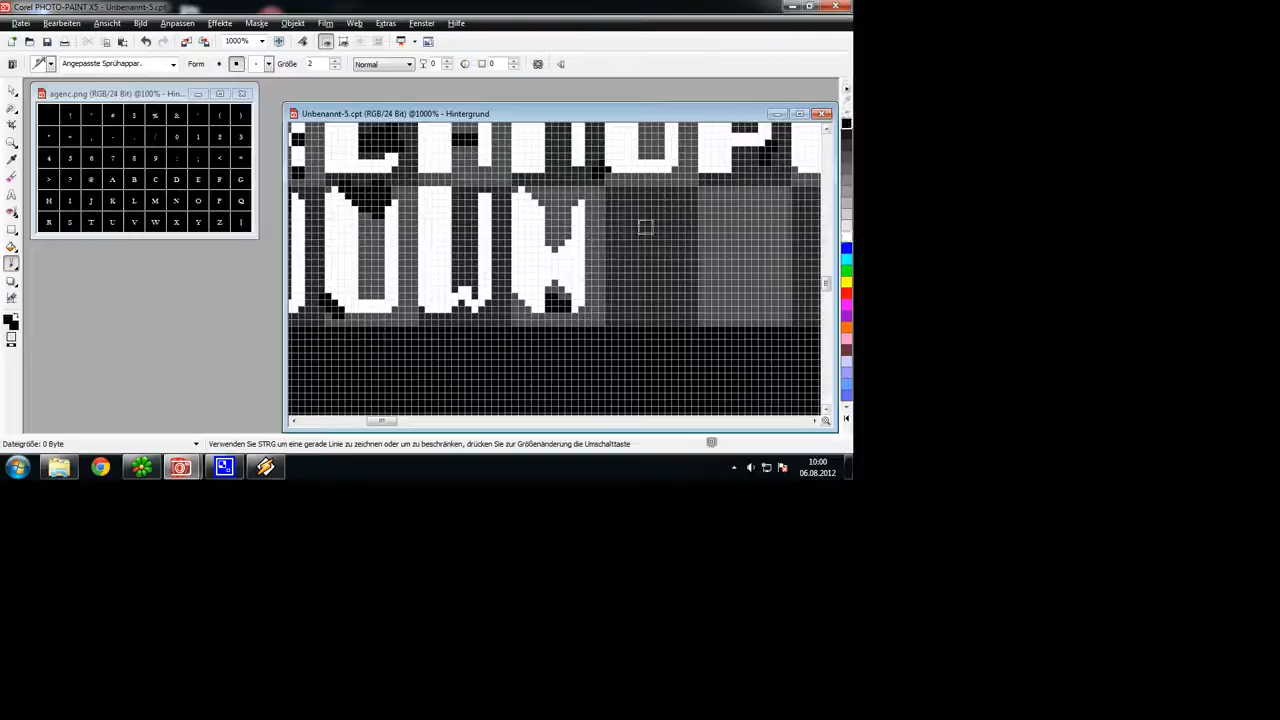 Corel PHOTO-PAINT X5 - Unbenannt-5.cpt
Datei Bearbeiten Ansicht Bild Anpassen Effekte Maske Objekt Film Web Extras Fenster Hilfe
1000%
Angepasste Sprühappar. Form Größe 2 Normal 0 0
agenc.png (RGB/24 Bit) @100% - Hin...
! " # $ % & ' ( )
* + , - . / 0 1 2 3
4 5 6 7 8 9 : ; < =
> ? @ A B C D E F G
H I J K L M N O P Q
R S T U V W X Y Z [
Unbenannt-5.cpt (RGB/24 Bit) @1000% - Hintergrund
Dateigröße: 0 Byte
Verwenden Sie STRG um eine gerade Linie zu zeichnen oder um zu beschränken, drücken Sie zur Größenänderung die Umschalttaste
10:00
06.08.2012